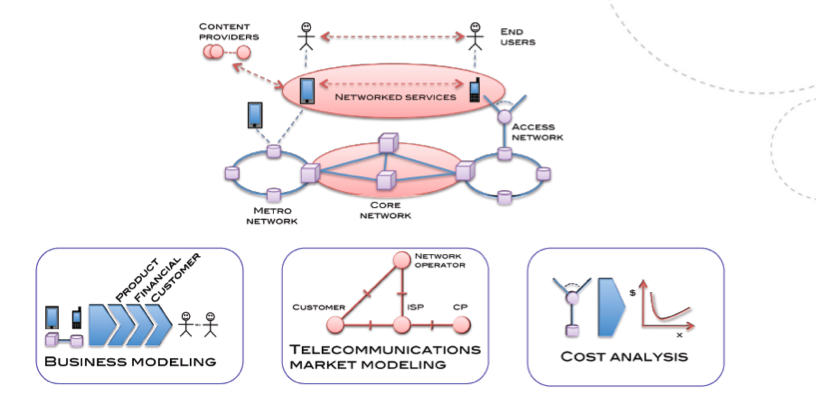 CONTENT
PROVIDERS
END
USERS
NETWORKED SERVICES
ACCESS
NETWORK
METRO
NETWORK
CORE
NETWORK
PRODUCT
FINANCIAL
CUSTOMER
BUSINESS MODELING
NETWORK
OPERATOR
CUSTOMER
ISP
CP
TELECOMMUNICATIONS
MARKET MODELING
$
x
COST ANALYSIS